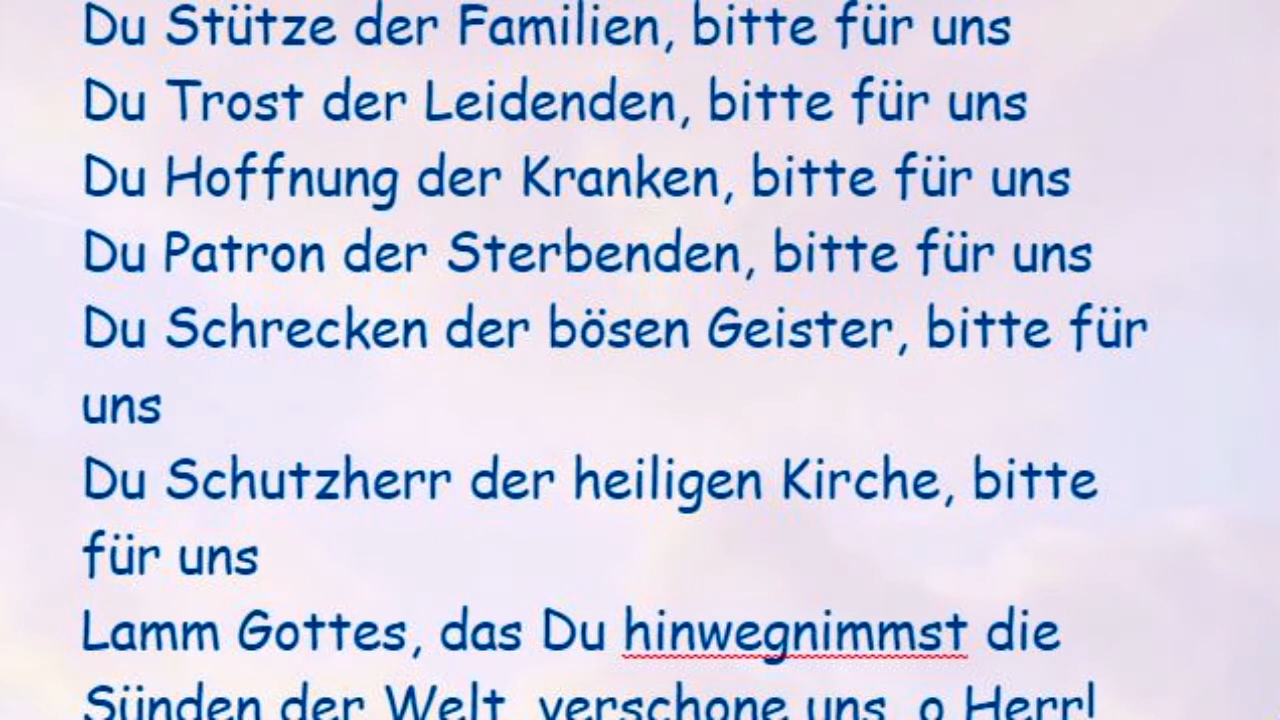 Du Stütze der Familien, bitte für uns
Du Trost der Leidenden, bitte für uns
Du Hoffnung der Kranken, bitte für uns
Du Patron der Sterbenden, bitte für uns
Du Schrecken der bösen Geister, bitte für
uns
Du Schutzherr der heiligen Kirche, bitte
für uns
Lamm Gottes, das Du hinwegnimmst die
Sünden der Welt, verschone uns, o Herr!